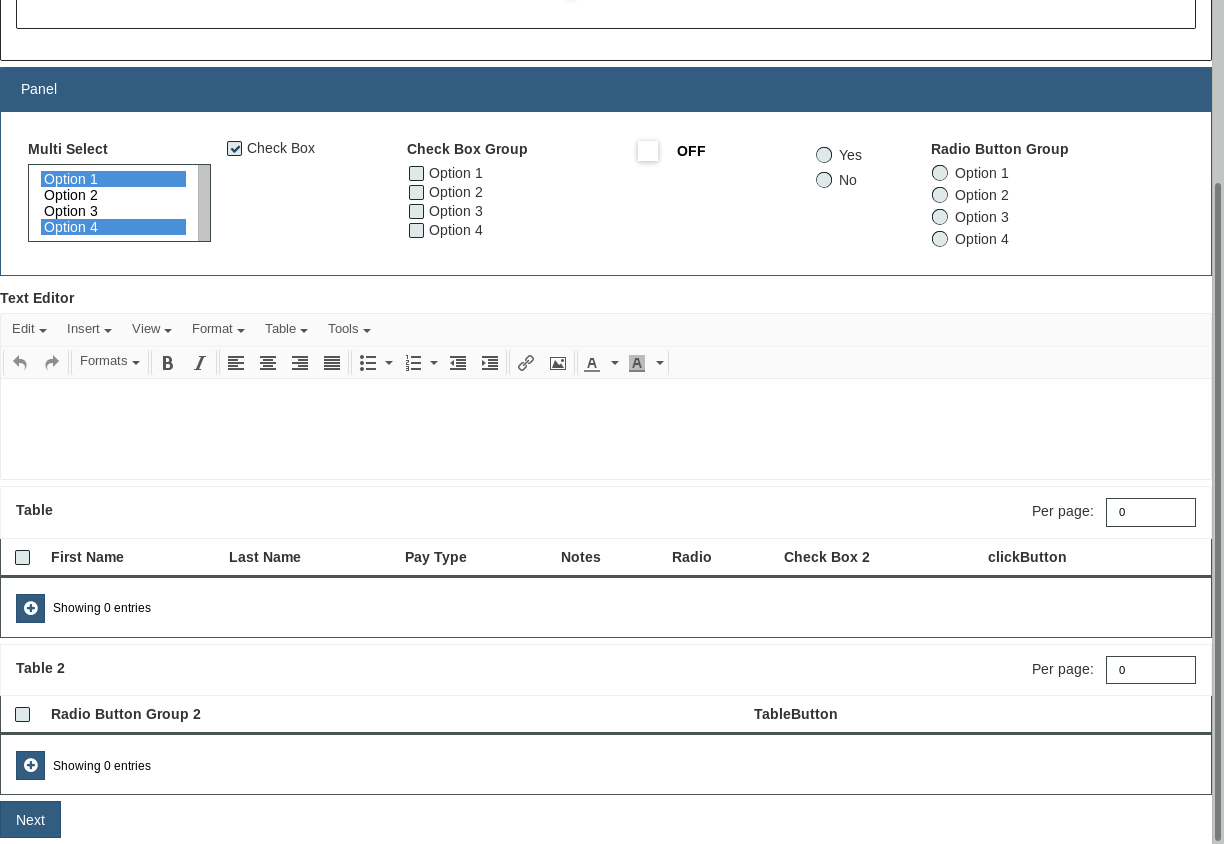 Panel
Multi Select
Option 1
Option 2
Option 3
Option 4
Check Box
Check Box Group
Option 1
Option 2
Option 3
Option 4
OFF
Yes
No
Radio Button Group
Option 1
Option 2
Option 3
Option 4
Text Editor
Edit Insert View Format Table Tools
Formats B I A A
Table Per page: 0
First Name Last Name Pay Type Notes Radio Check Box 2 clickButton
Showing 0 entries
Table 2 Per page: 0
Radio Button Group 2 TableButton
Showing 0 entries
Next